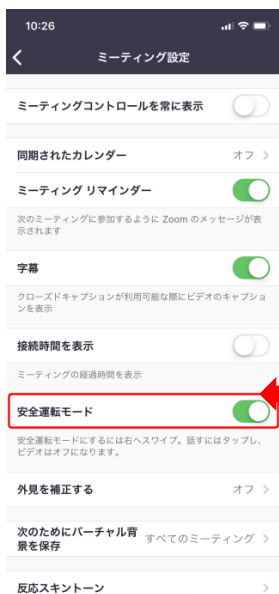 10:26
ミーティング設定
ミーティングコントロールを常に表示
同期されたカレンダー オフ
ミーティング リマインダー
次のミーティングに参加するように Zoom のメッセージが表
示されます
字幕
クローズドキャプションが利用可能な際にビデオのキャプショ
ンを表示
接続時間を表示
ミーティングの経過時間を表示
安全運転モード
安全運転モードにするには右へスワイプ。話すにはタップし、
ビデオはオフになります。
外見を補正する オフ
次のためにバーチャル背
景を保存 すべてのミーティング
反応スキントーン